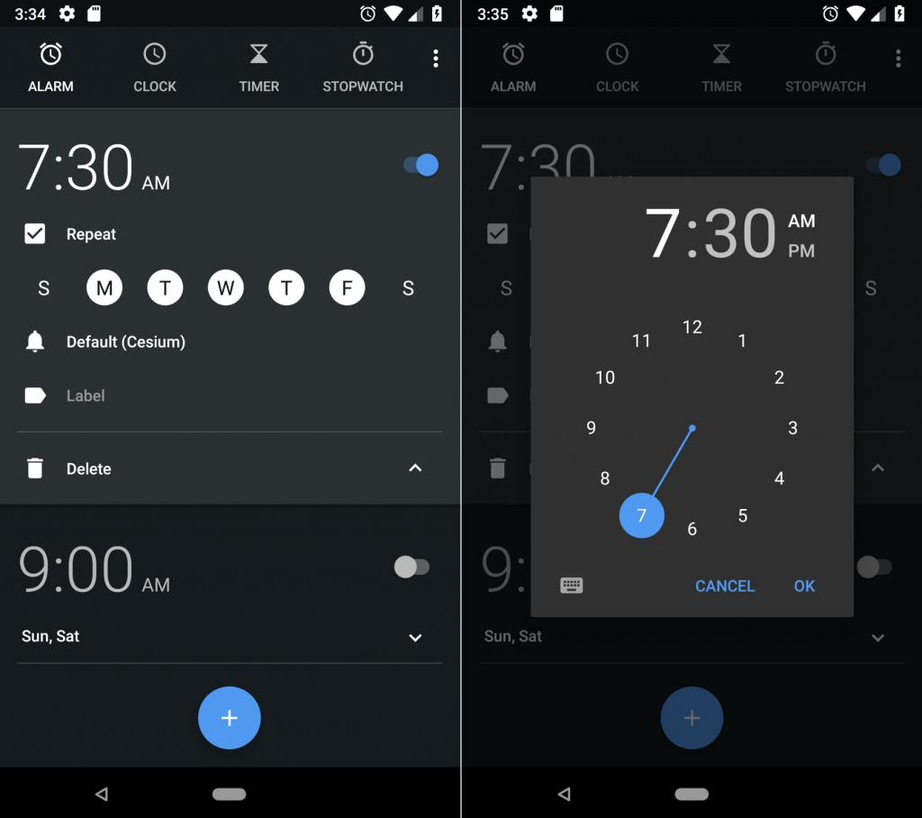 3:34
ALARM CLOCK TIMER STOPWATCH
7:30 AM
Repeat
S M T W T F S
Default (Cesium)
Label
Delete
9:00 AM
Sun, Sat
+
3:35
ALARM CLOCK TIMER STOPWATCH
7:30
7:30 AM
PM
S S
12
11 1
10 2
9 3
8 4
7 5
6
CANCEL OK
9:
Sun, Sat
+